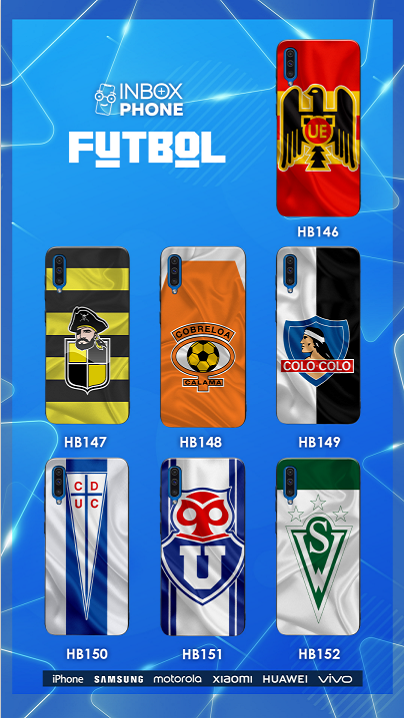 INBOX
PHONE
FUTBOL
UE
HB146
COBRELOA
CALAMA
COLO-COLO
HB147
HB148
HB149
C D
U C
U
S
W
HB150
HB151
HB152
iPhone SAMSUNG motorola xiaomi HUAWEI vivo